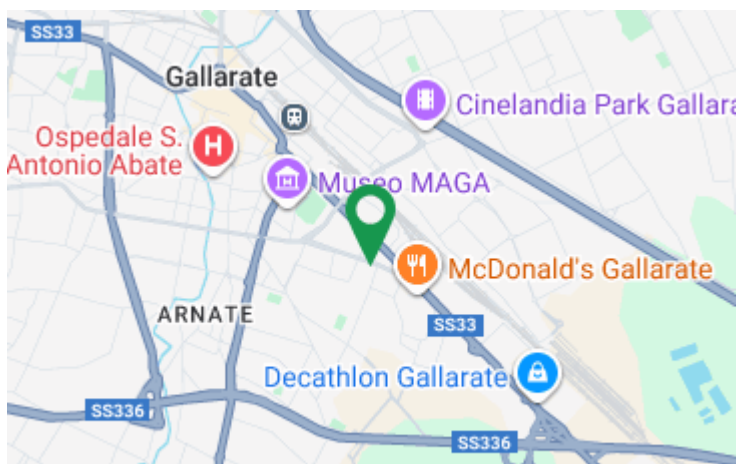 SS33
Gallarate
Cinelandia Park Gallara
Ospedale S.
Antonio Abate
H
Museo MAGA
McDonald's Gallarate
ARNATE
SS33
Decathlon Gallarate
SS336
SS336